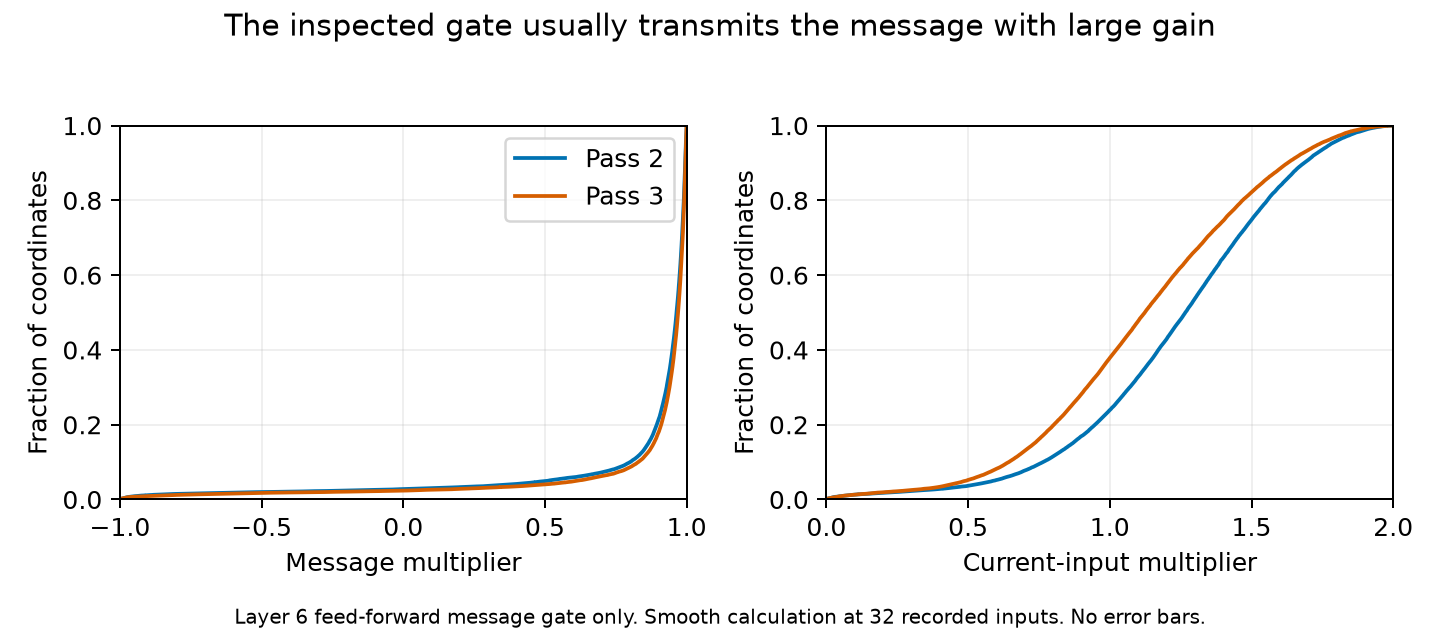 The inspected gate usually transmits the message with large gain
Fraction of coordinates
1.0
0.8
0.6
0.4
0.2
0.0
−1.0
−0.5
0.0
0.5
1.0
Message multiplier
Pass 2
Pass 3
Fraction of coordinates
1.0
0.8
0.6
0.4
0.2
0.0
0.0
0.5
1.0
1.5
2.0
Current-input multiplier
Layer 6 feed-forward message gate only. Smooth calculation at 32 recorded inputs. No error bars.